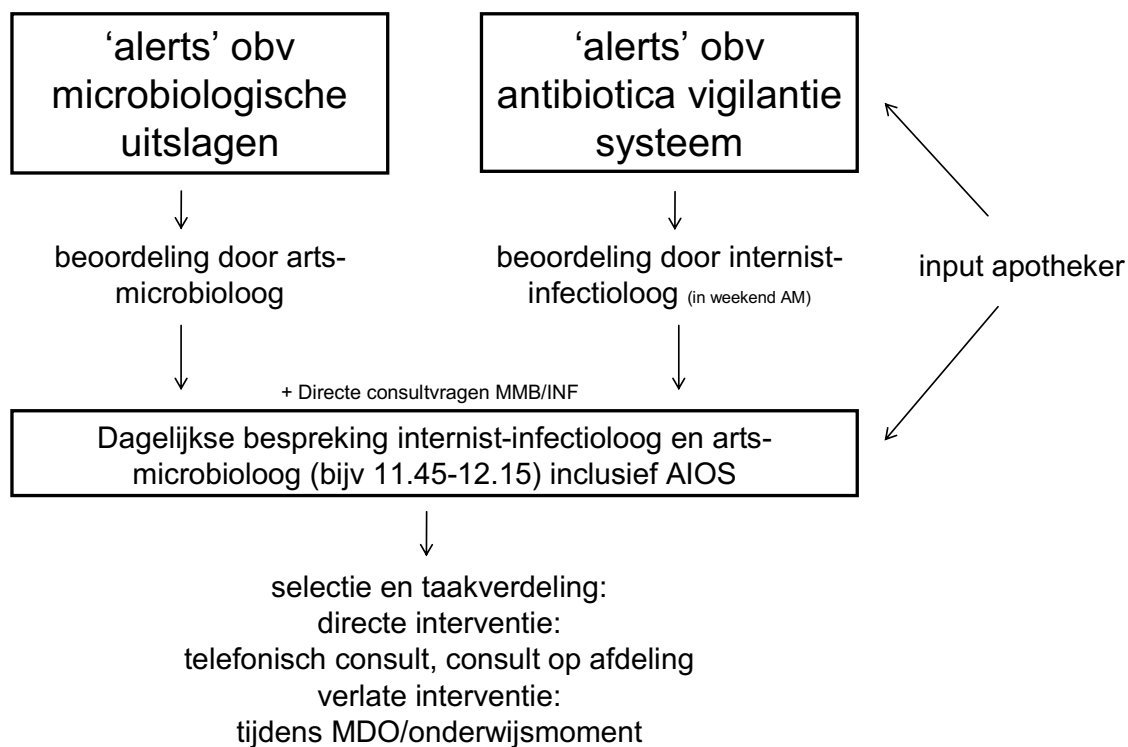 ‘alerts’ obv
microbiologische
uitslagen
‘alerts’ obv
antibiotica vigilantie
systeem
beoordeling door arts-
microbioloog
beoordeling door internist-
infectioloog (in weekend AM)
input apotheker
+ Directe consultvragen MMB/INF
Dagelijkse bespreking internist-infectioloog en arts-
microbioloog (bijv 11.45-12.15) inclusief AIOS
selectie en taakverdeling:
directe interventie:
telefonisch consult, consult op afdeling
verlate interventie:
tijdens MDO/onderwijsmoment